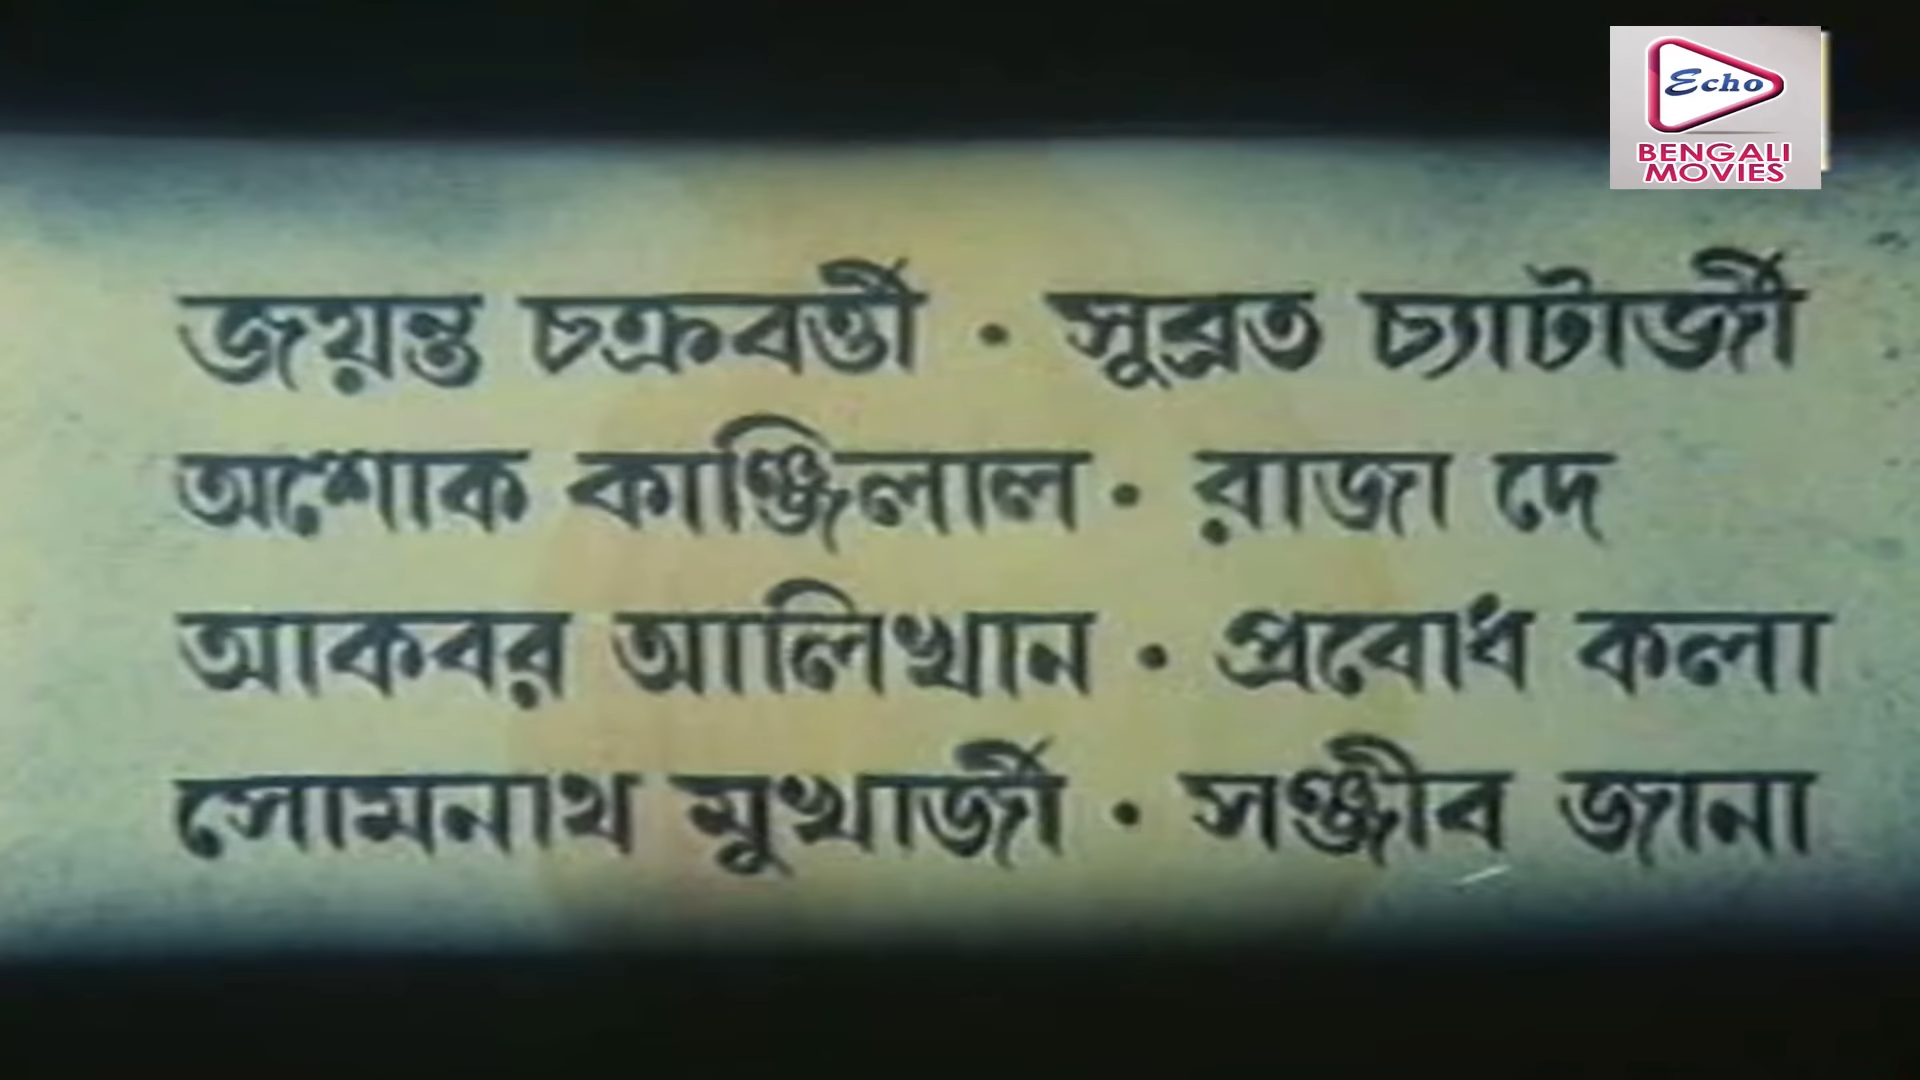 Echo
BENGALI
MOVIES
জয়ন্ত চক্রবর্ত্তী • সুব্রত চ্যাটার্জী
অশোক কাঞ্জিলাল • রাজা দে
আকবর আলিখান • প্রবোধ কলা
সোমনাথ মুখার্জী • সঞ্জীব জানা